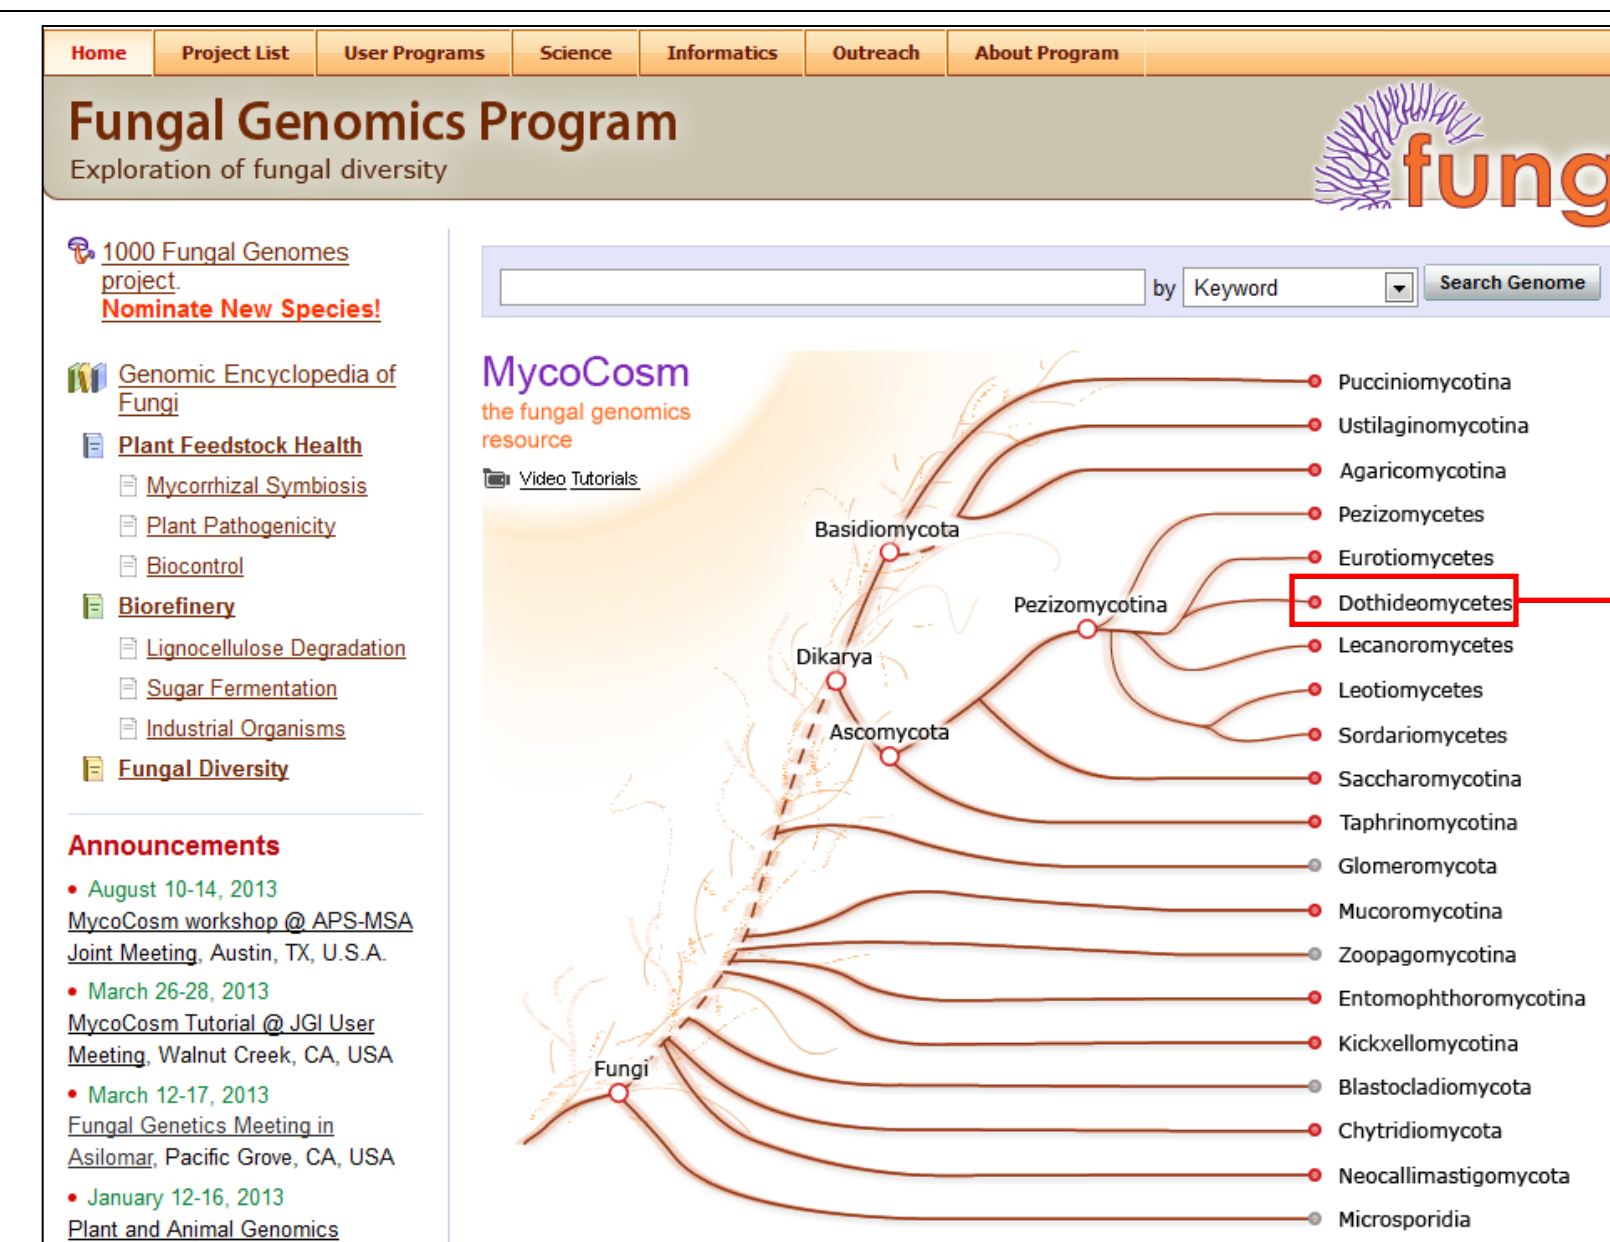 Home Project List User Programs Science Informatics Outreach About Program
Fungal Genomics Program
Exploration of fungal diversity
fung
1000 Fungal Genomes
project.
Nominate New Species!
Genomic Encyclopedia of
Fungi
Plant Feedstock Health
Mycorrhizal Symbiosis
Plant Pathogenicity
Biocontrol
Biorefinery
Lignocellulose Degradation
Sugar Fermentation
Industrial Organisms
Fungal Diversity
Announcements
• August 10-14, 2013
MycoCosm workshop @ APS-MSA
Joint Meeting, Austin, TX, U.S.A.
• March 26-28, 2013
MycoCosm Tutorial @ JGI User
Meeting, Walnut Creek, CA, USA
• March 12-17, 2013
Fungal Genetics Meeting in
Asilomar, Pacific Grove, CA, USA
• January 12-16, 2013
Plant and Animal Genomics
by Keyword Search Genome
MycoCosm
the fungal genomics
resource
Video Tutorials
Basidiomycota
Pezizomycotina
Dikarya
Ascomycota
Fungi
Pucciniomycotina
Ustilaginomycotina
Agaricomycotina
Pezizomycetes
Eurotiomycetes
Dothideomycetes
Lecanoromycetes
Leotiomycetes
Sordariomycetes
Saccharomycotina
Taphrinomycotina
Glomeromycota
Mucoromycotina
Zoopagomycotina
Entomophthoromycotina
Kickxellomycotina
Blastocladiomycota
Chytridiomycota
Neocallimastigomycota
Microsporidia